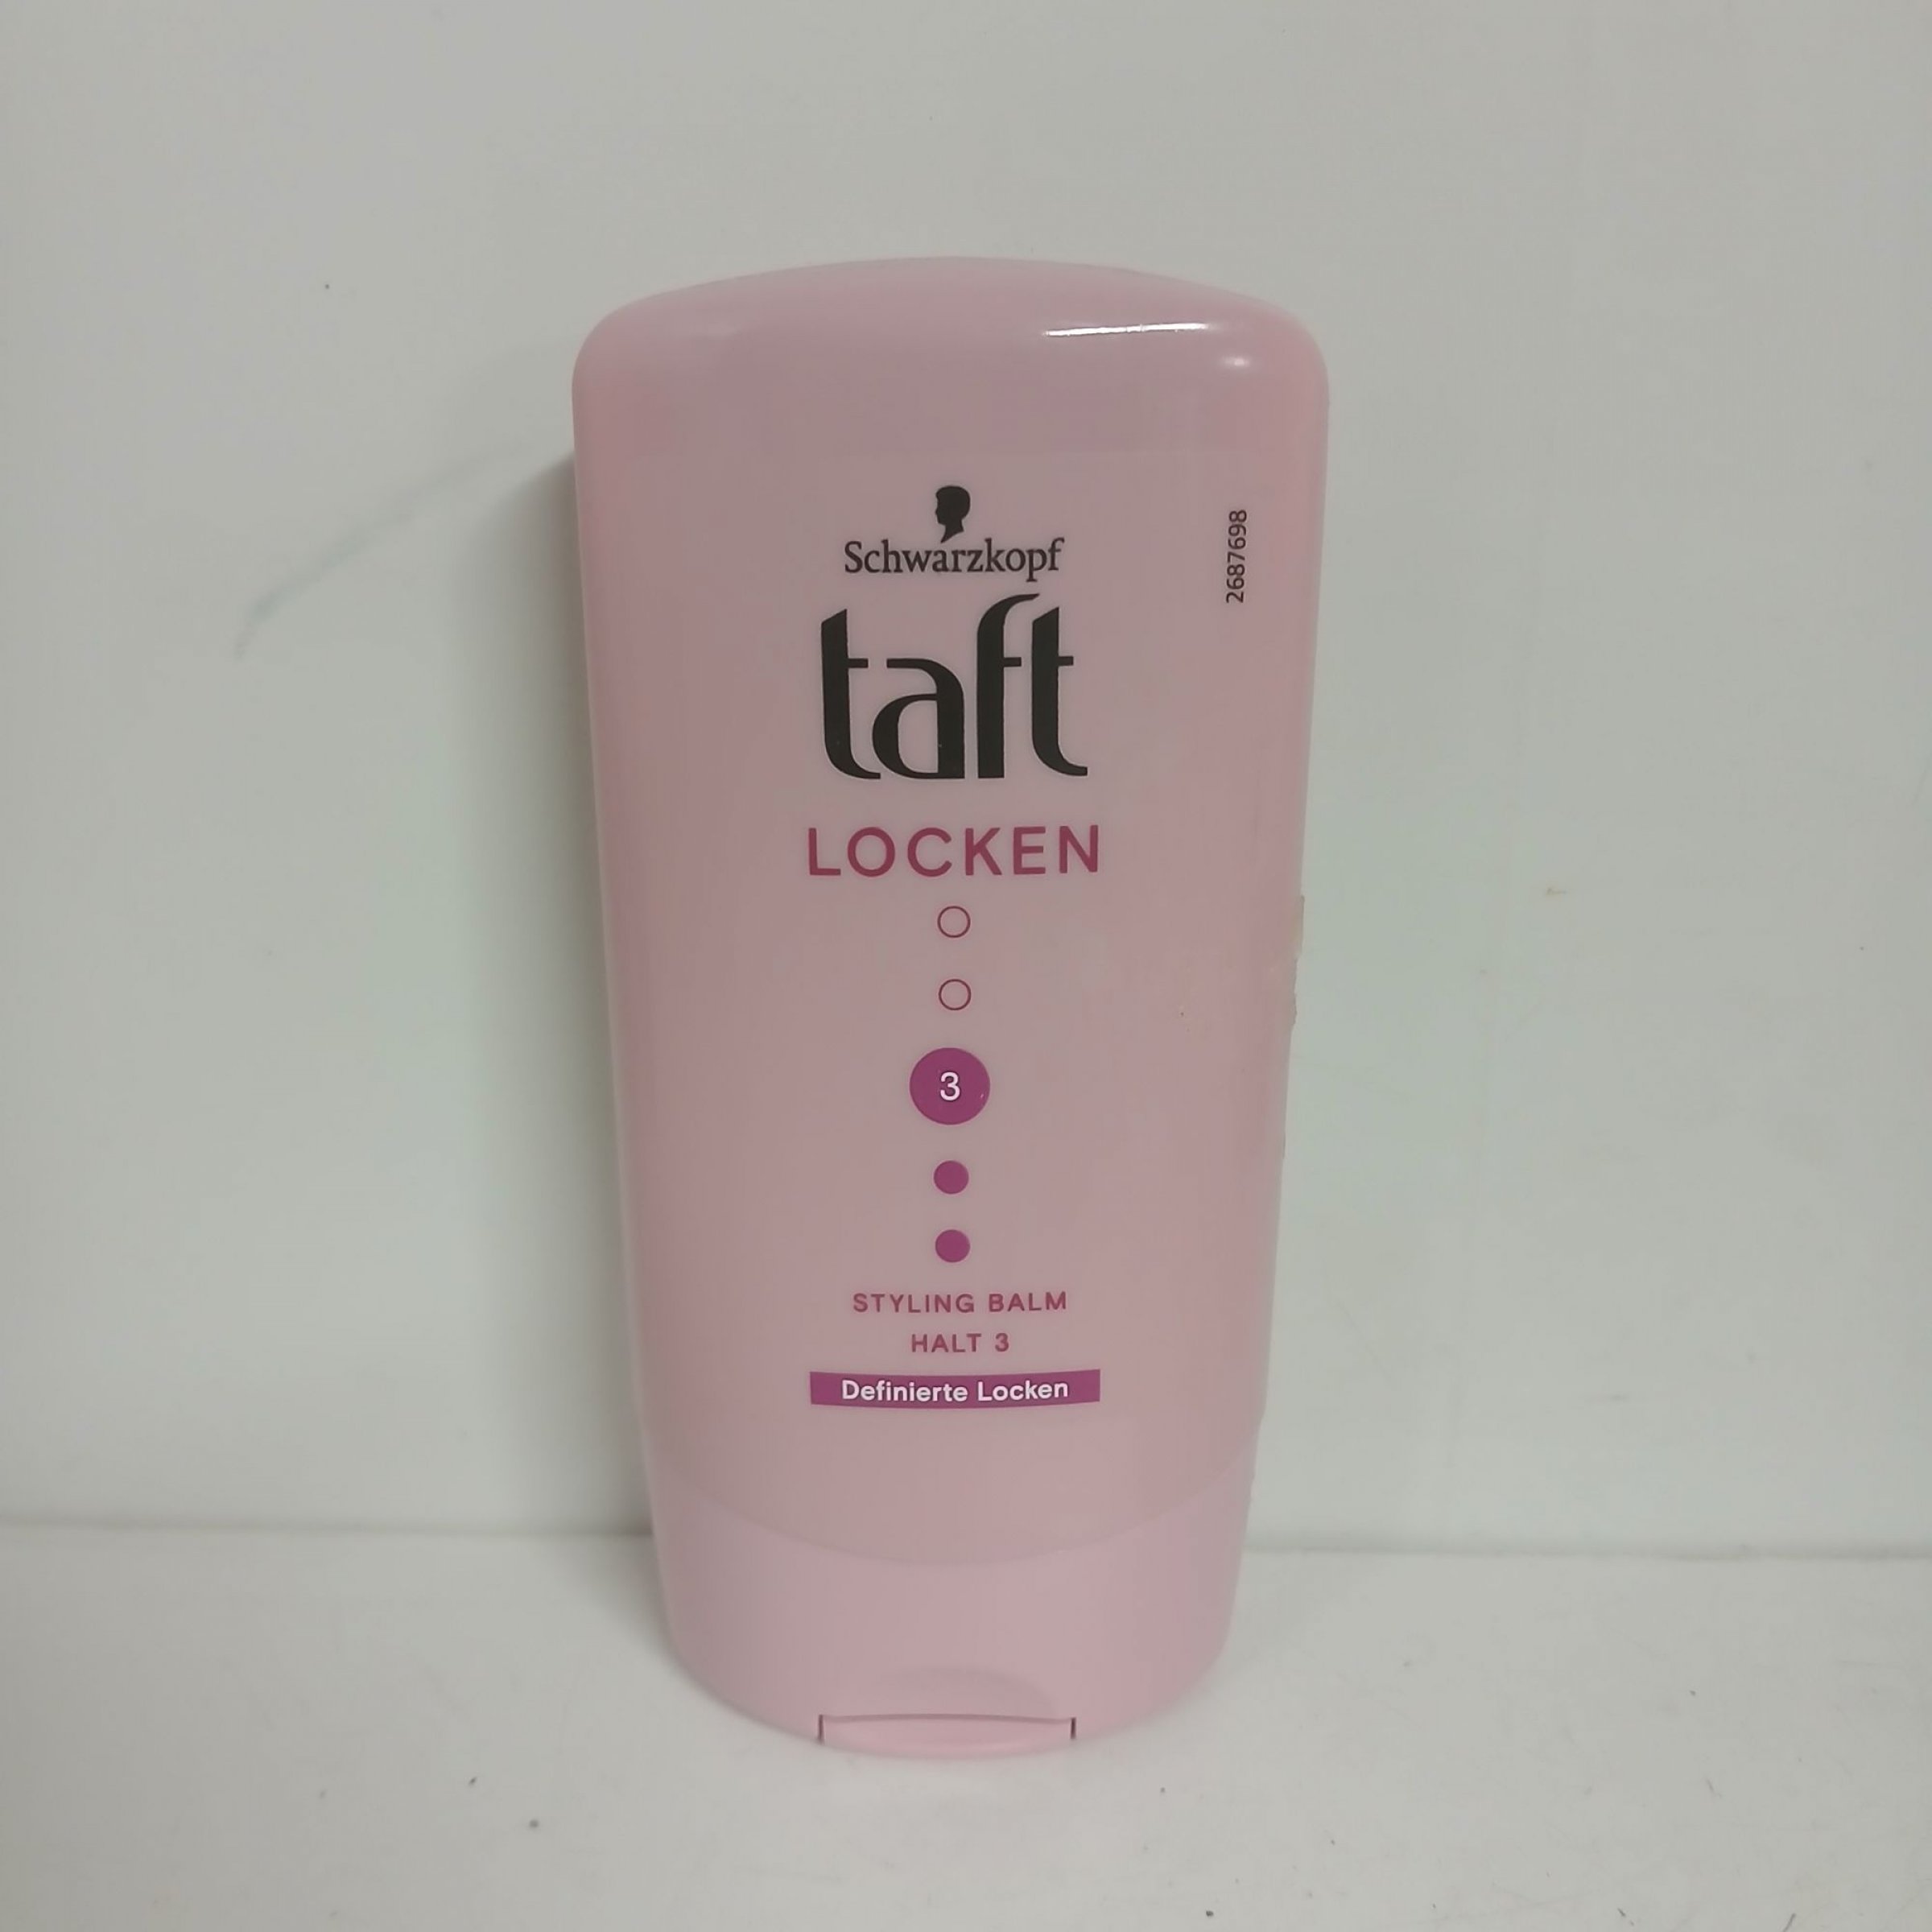 Schwarzkopf
taft
LOCKEN
3
STYLING BALM
HALT 3
Definierte Locken
2687698